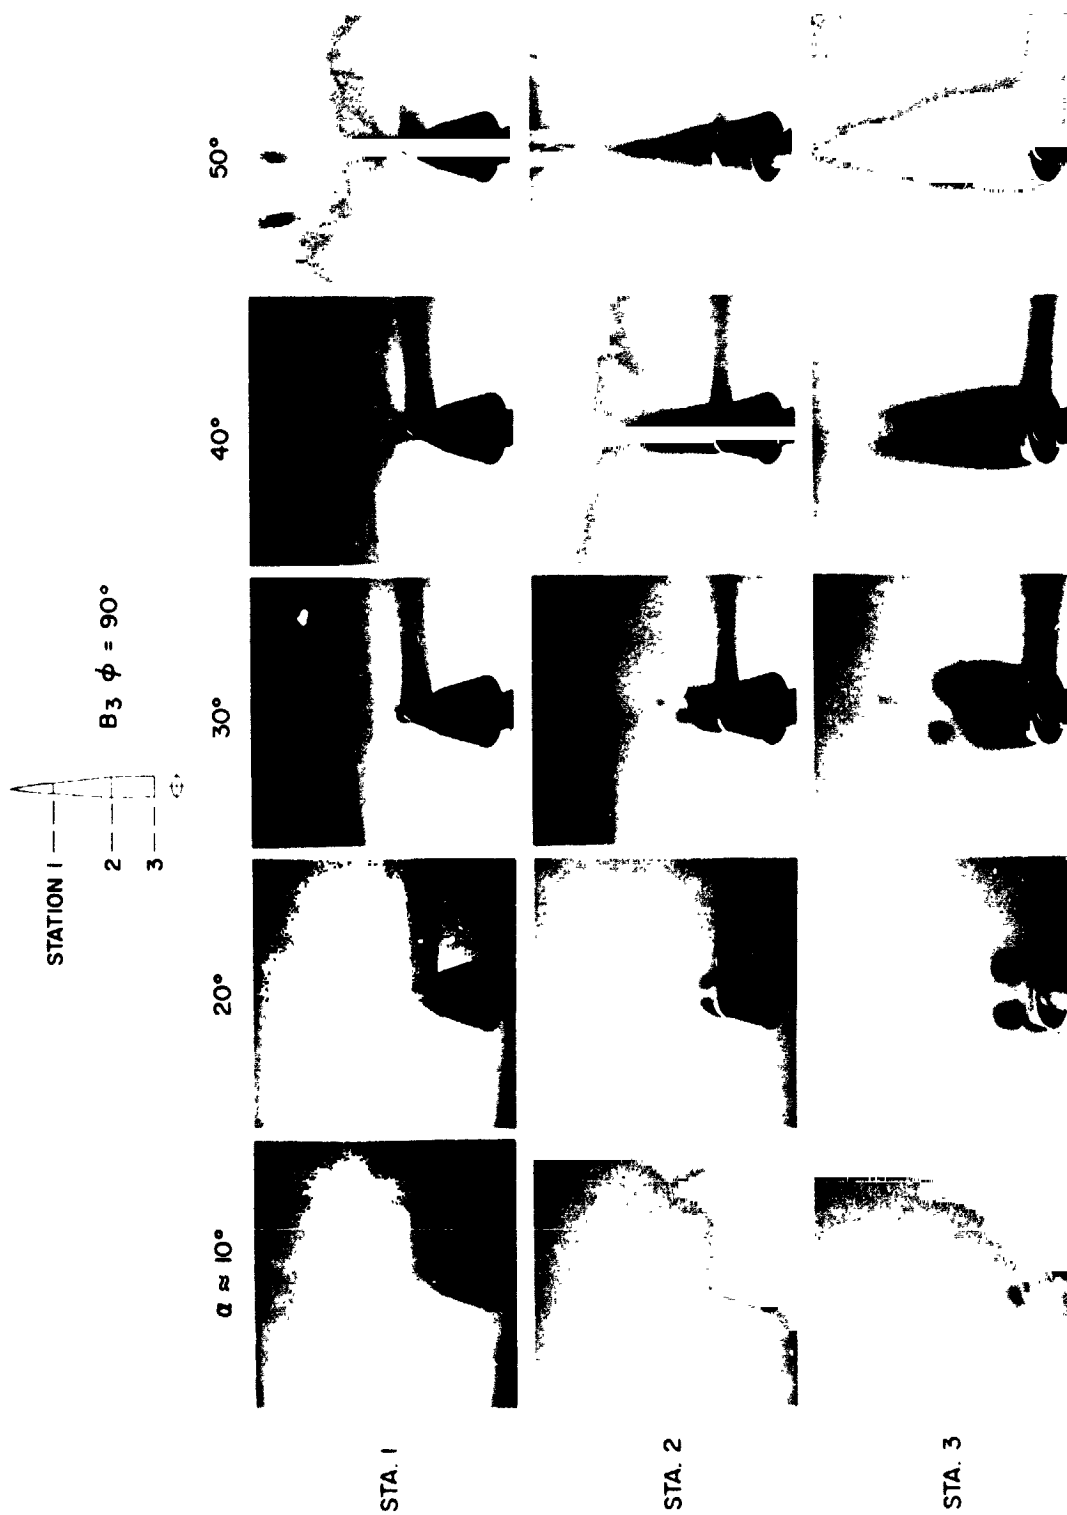 STATION 1
2
3
B3 ϕ = 90°
α ≈ 10°
20°
30°
40°
50°
STA. 1
STA. 2
STA. 3